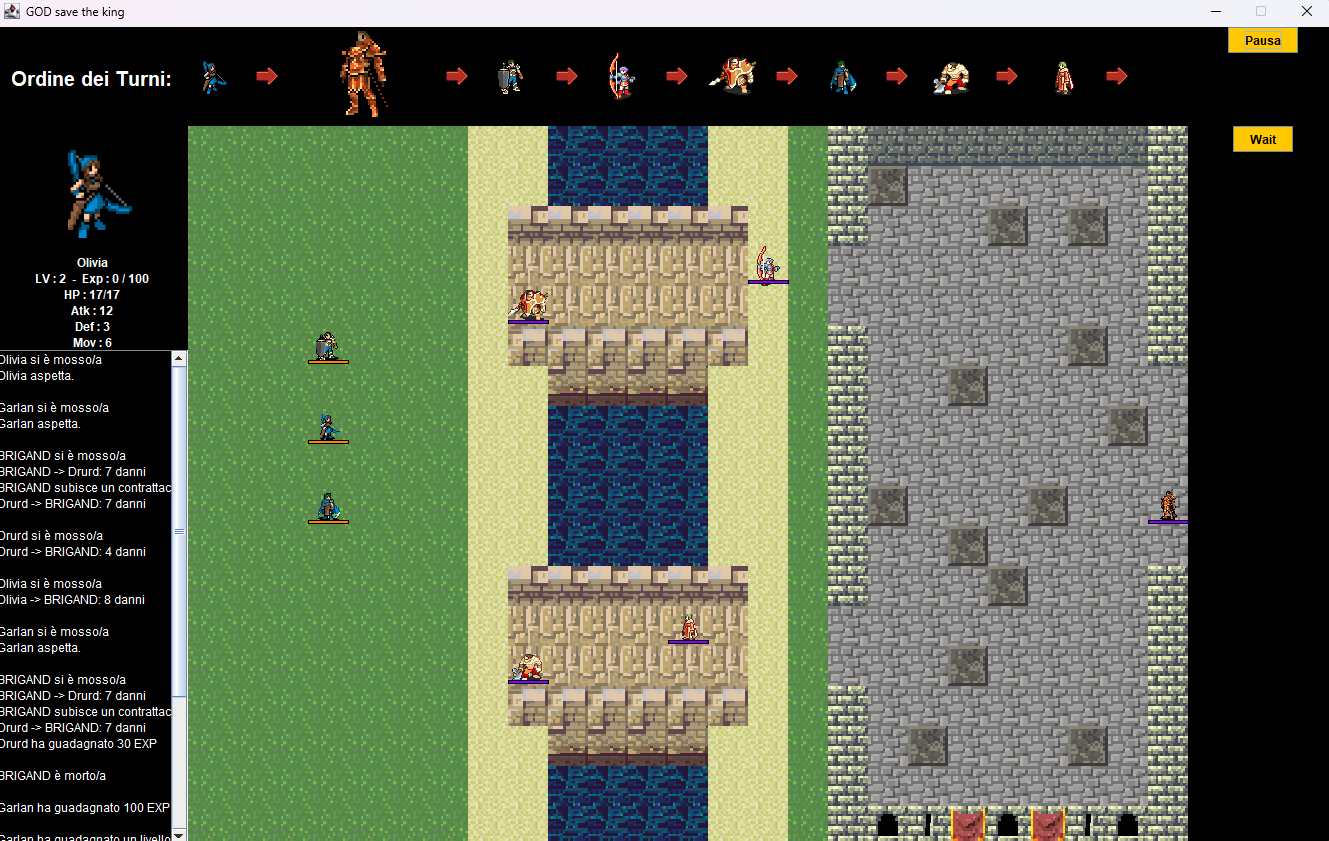 GOD save the king
Pausa
Ordine dei Turni:
Wait
Olivia
LV : 2 - Exp : 0 / 100
HP : 17/17
Atk : 12
Def : 3
Mov : 6
Olivia si è mosso/a
Olivia aspetta.
Garlan si è mosso/a
Garlan aspetta.
BRIGAND si è mosso/a
BRIGAND -> Drurd: 7 danni
BRIGAND subisce un contrattac
Drurd -> BRIGAND: 7 danni
Drurd si è mosso/a
Drurd -> BRIGAND: 4 danni
Olivia si è mosso/a
Olivia -> BRIGAND: 8 danni
Garlan si è mosso/a
Garlan aspetta.
BRIGAND si è mosso/a
BRIGAND -> Drurd: 7 danni
BRIGAND subisce un contrattac
Drurd -> BRIGAND: 7 danni
Drurd ha guadagnato 30 EXP
BRIGAND è morto/a
Garlan ha guadagnato 100 EXP
Garlan ha guadagnato un livello